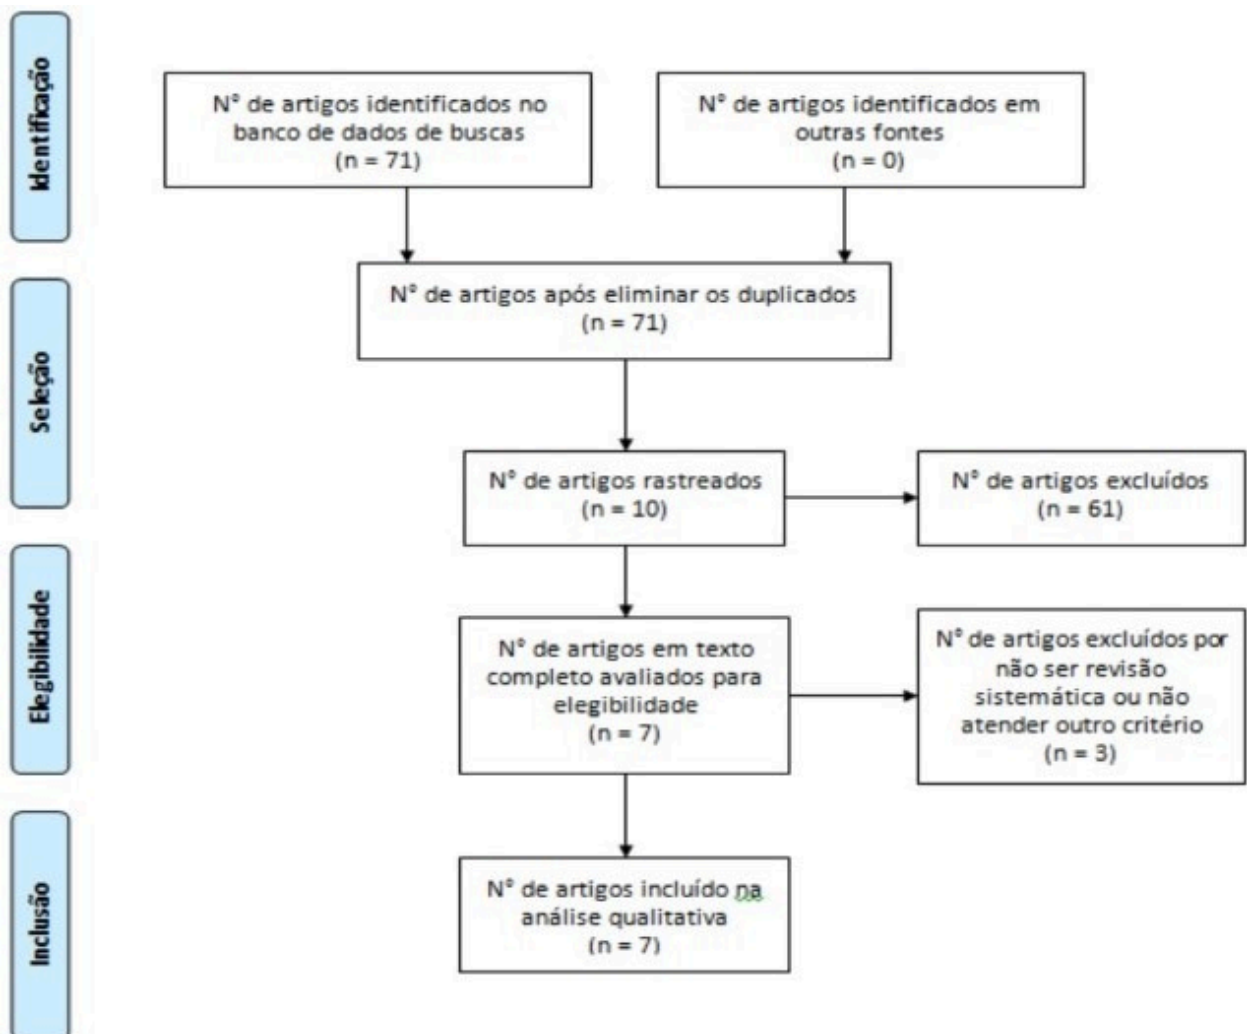 Identificação
N° de artigos identificados no
banco de dados de buscas
(n = 71)
N° de artigos identificados em
outras fontes
(n = 0)
Seleção
N° de artigos após eliminar os duplicados
(n = 71)
N° de artigos rastreados
(n = 10)
N° de artigos excluídos
(n = 61)
Elegibilidade
N° de artigos em texto
completo avaliados para
elegibilidade
(n = 7)
N° de artigos excluídos por
não ser revisão
sistemática ou não
atender outro critério
(n = 3)
Inclusão
N° de artigos incluído na
análise qualitativa
(n = 7)